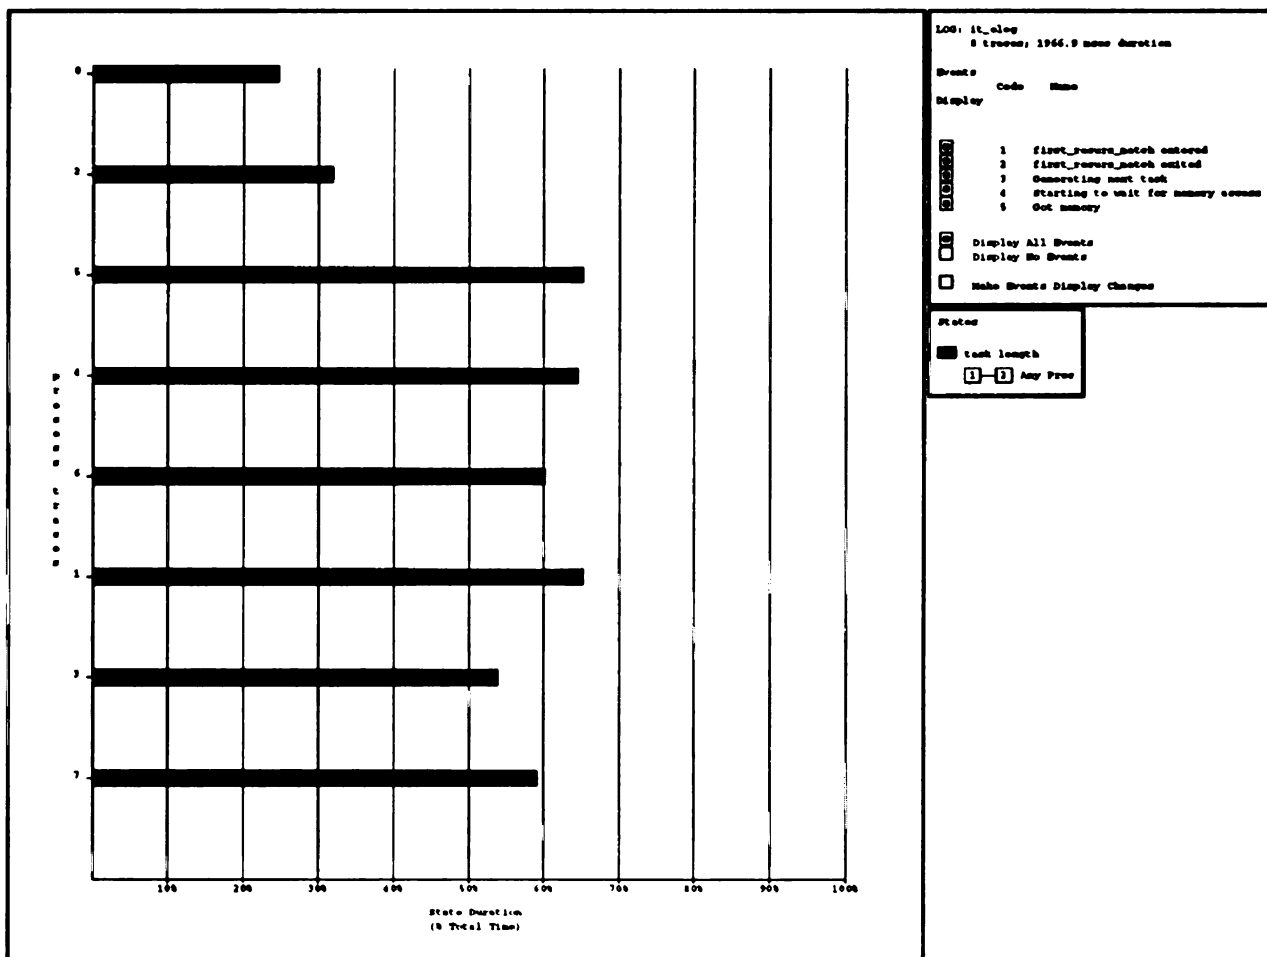 LOG: it_elog
8 traces; 1966.9 msec duration
Events
Code Name
Display
1 first_recurs_match entered
2 first_recurs_match exited
3 Generating next task
4 Starting to wait for memory access
5 Got memory
Display All Events
Display No Events
Make Events Display Changes
States
task length
1 2 Any Proc
process traces
0
2
5
4
6
1
3
7
10% 20% 30% 40% 50% 60% 70% 80% 90% 100%
State Duration
(% Total Time)